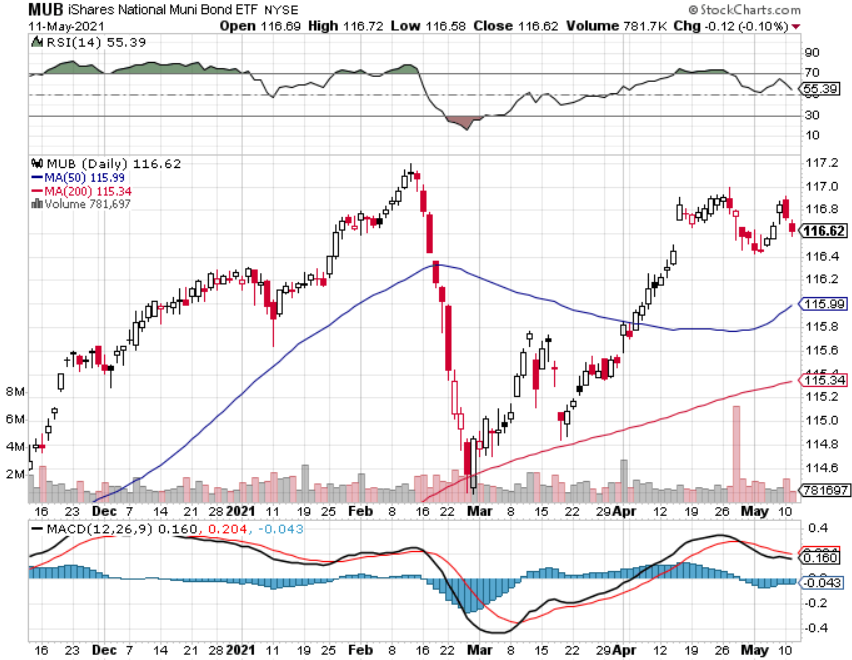 MUB iShares National Muni Bond ETF NYSE © StockCharts.com
11-May-2021 Open 116.69 High 116.72 Low 116.58 Close 116.62 Volume 781.7K Chg -0.12 (-0.10%)
RSI(14) 55.39
90
70
55.39
30
10
MUB (Daily) 116.62
MA(50) 115.99
MA(200) 115.34
Volume 781,697
117.2
117.0
116.8
116.62
116.4
116.2
115.99
115.8
115.6
115.34
115.2
115.0
114.8
114.6
781697
8M
6M
4M
2M
16 23 Dec 7 14 21 28 2021 11 19 25 Feb 8 16 22 Mar 8 15 22 29 Apr 12 19 26 May 10
MACD(12,26,9) 0.160, 0.204, -0.043
0.4
0.160
-0.043
-0.2
-0.4
16 23 Dec 7 14 21 28 2021 11 19 25 Feb 8 16 22 Mar 8 15 22 29 Apr 12 19 26 May 10